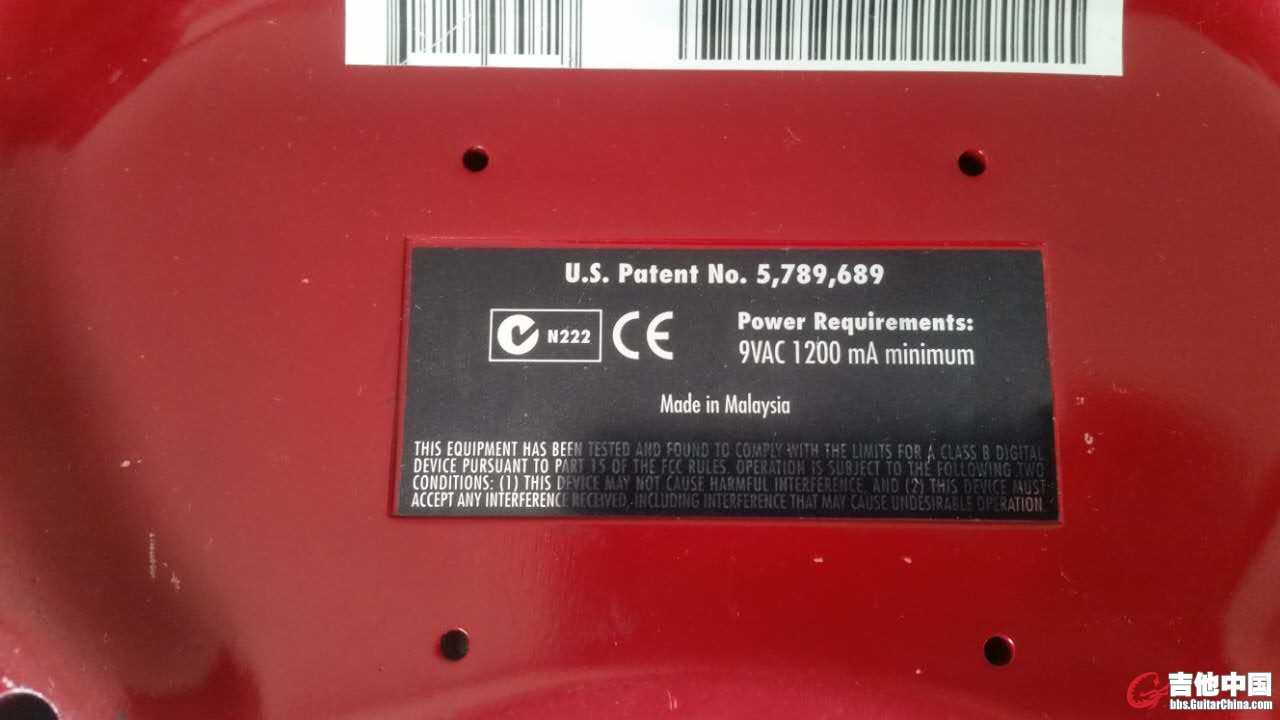 U.S. Patent No. 5,789,689
N222
CE
Power Requirements:
9VAC 1200 mA minimum
Made in Malaysia
THIS EQUIPMENT HAS BEEN TESTED AND FOUND TO COMPLY WITH THE LIMITS FOR A CLASS B DIGITAL
DEVICE PURSUANT TO PART 15 OF THE FCC RULES. OPERATION IS SUBJECT TO THE FOLLOWING TWO
CONDITIONS: (1) THIS DEVICE MAY NOT CAUSE HARMFUL INTERFERENCE, AND (2) THIS DEVICE MUST
ACCEPT ANY INTERFERENCE RECEIVED, INCLUDING INTERFERENCE THAT MAY CAUSE UNDESIRABLE OPERATION.
吉他中国
bbs.GuitarChina.com